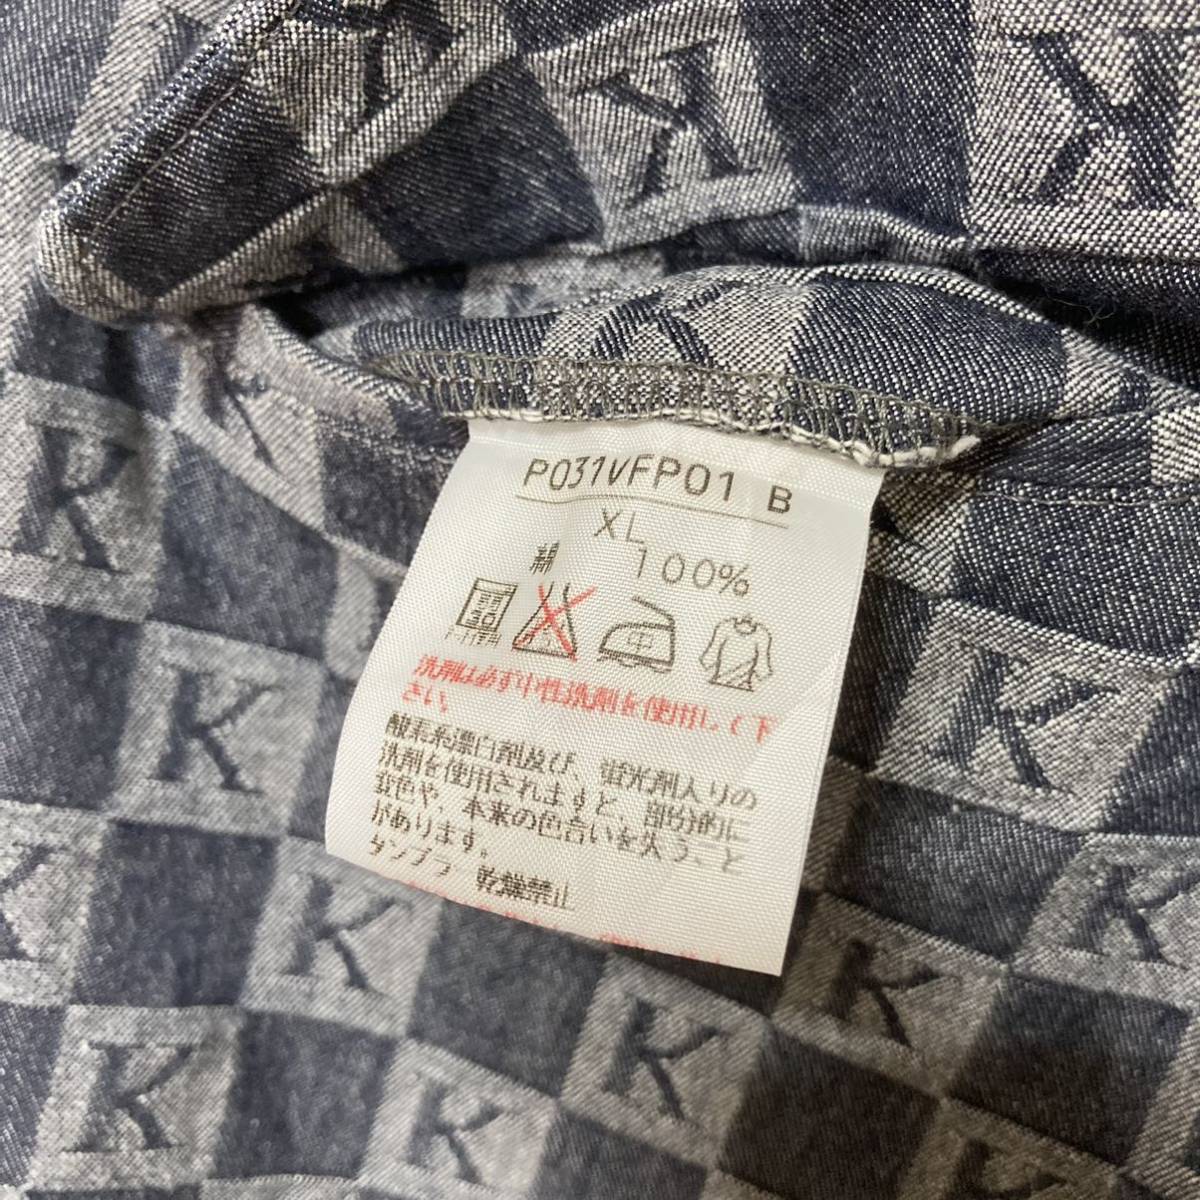 P031VFP01 B
XL
綿 100%
30
中
洗剤は必ず中性洗剤を使用して下
さい。
酸素系漂白剤及び、蛍光剤入りの
洗剤を使用されますと、部分的に
変色や、本来の色合いを失うこと
があります。
タンブラー乾燥禁止
K
K
K
K
K
K
K
K
K
K
K
K
K